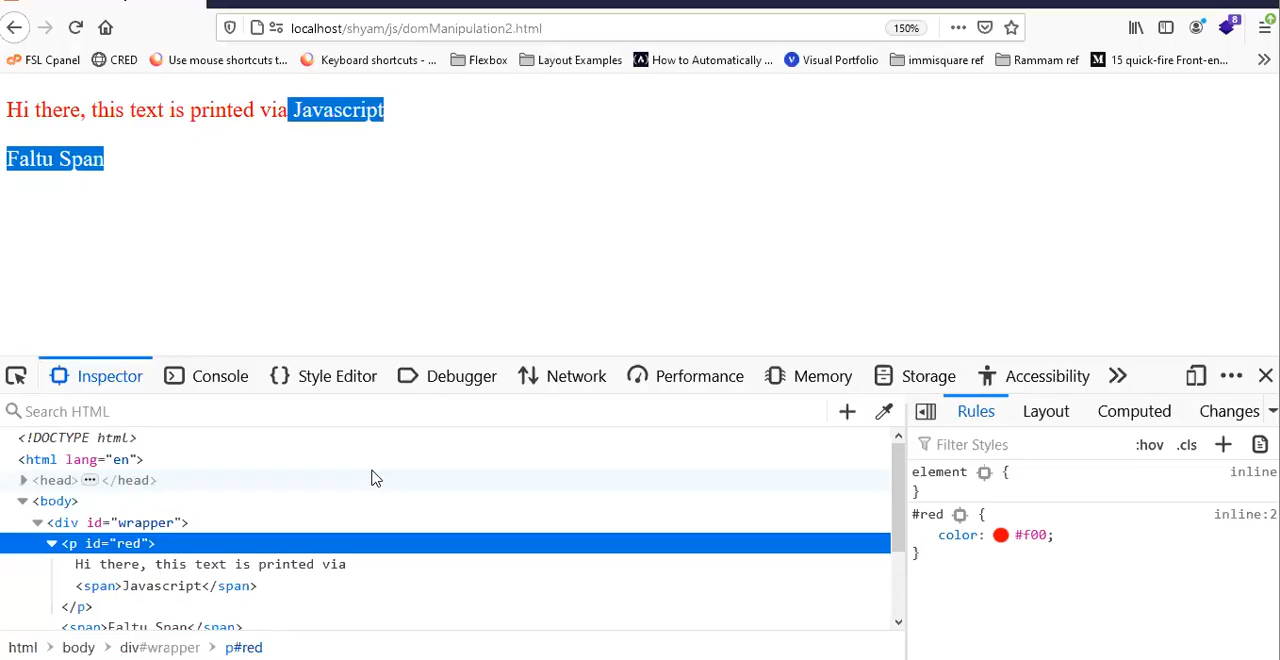 localhost/shyam/js/domManipulation2.html 150% 8
FSL Cpanel CRED Use mouse shortcuts t... Keyboard shortcuts - ... Flexbox Layout Examples How to Automatically ... Visual Portfolio immisquare ref Rammam ref 15 quick-fire Front-en...
Hi there, this text is printed via Javascript
Faltu Span
Inspector Console Style Editor Debugger Network Performance Memory Storage Accessibility
Search HTML
Rules Layout Computed Changes
<!DOCTYPE html>
<html lang="en">
<head> ••• </head>
<body>
<div id="wrapper">
<p id="red">
Hi there, this text is printed via
<span>Javascript</span>
</p>
<span>Faltu Span</span>
html > body > div#wrapper > p#red
Filter Styles :hov .cls
element { inline
}
#red { inline:2
color: #f00;
}